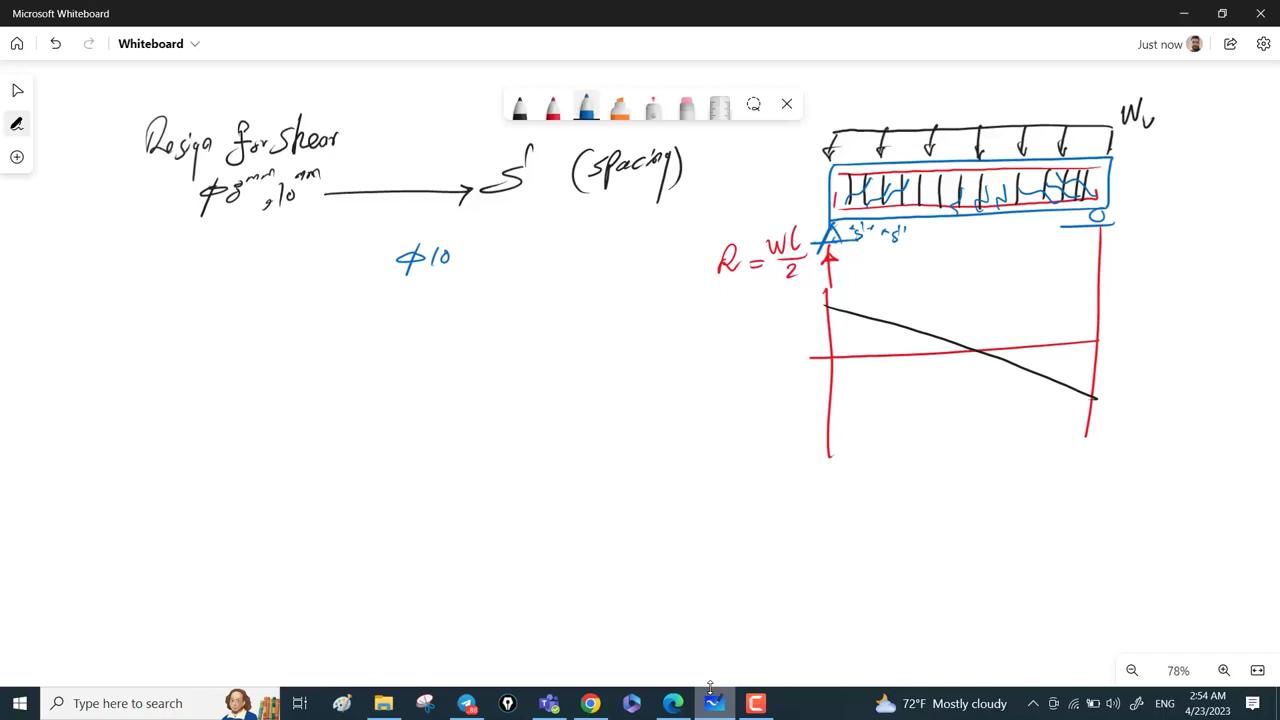 Microsoft Whiteboard
Whiteboard
Just now
Design for shear
ϕ8mm, 10mm
S (spacing)
Wu
ϕ10
R = WL/2
"S" "S"
78%
Type here to search
72°F Mostly cloudy
ENG
2:54 AM
4/23/2023